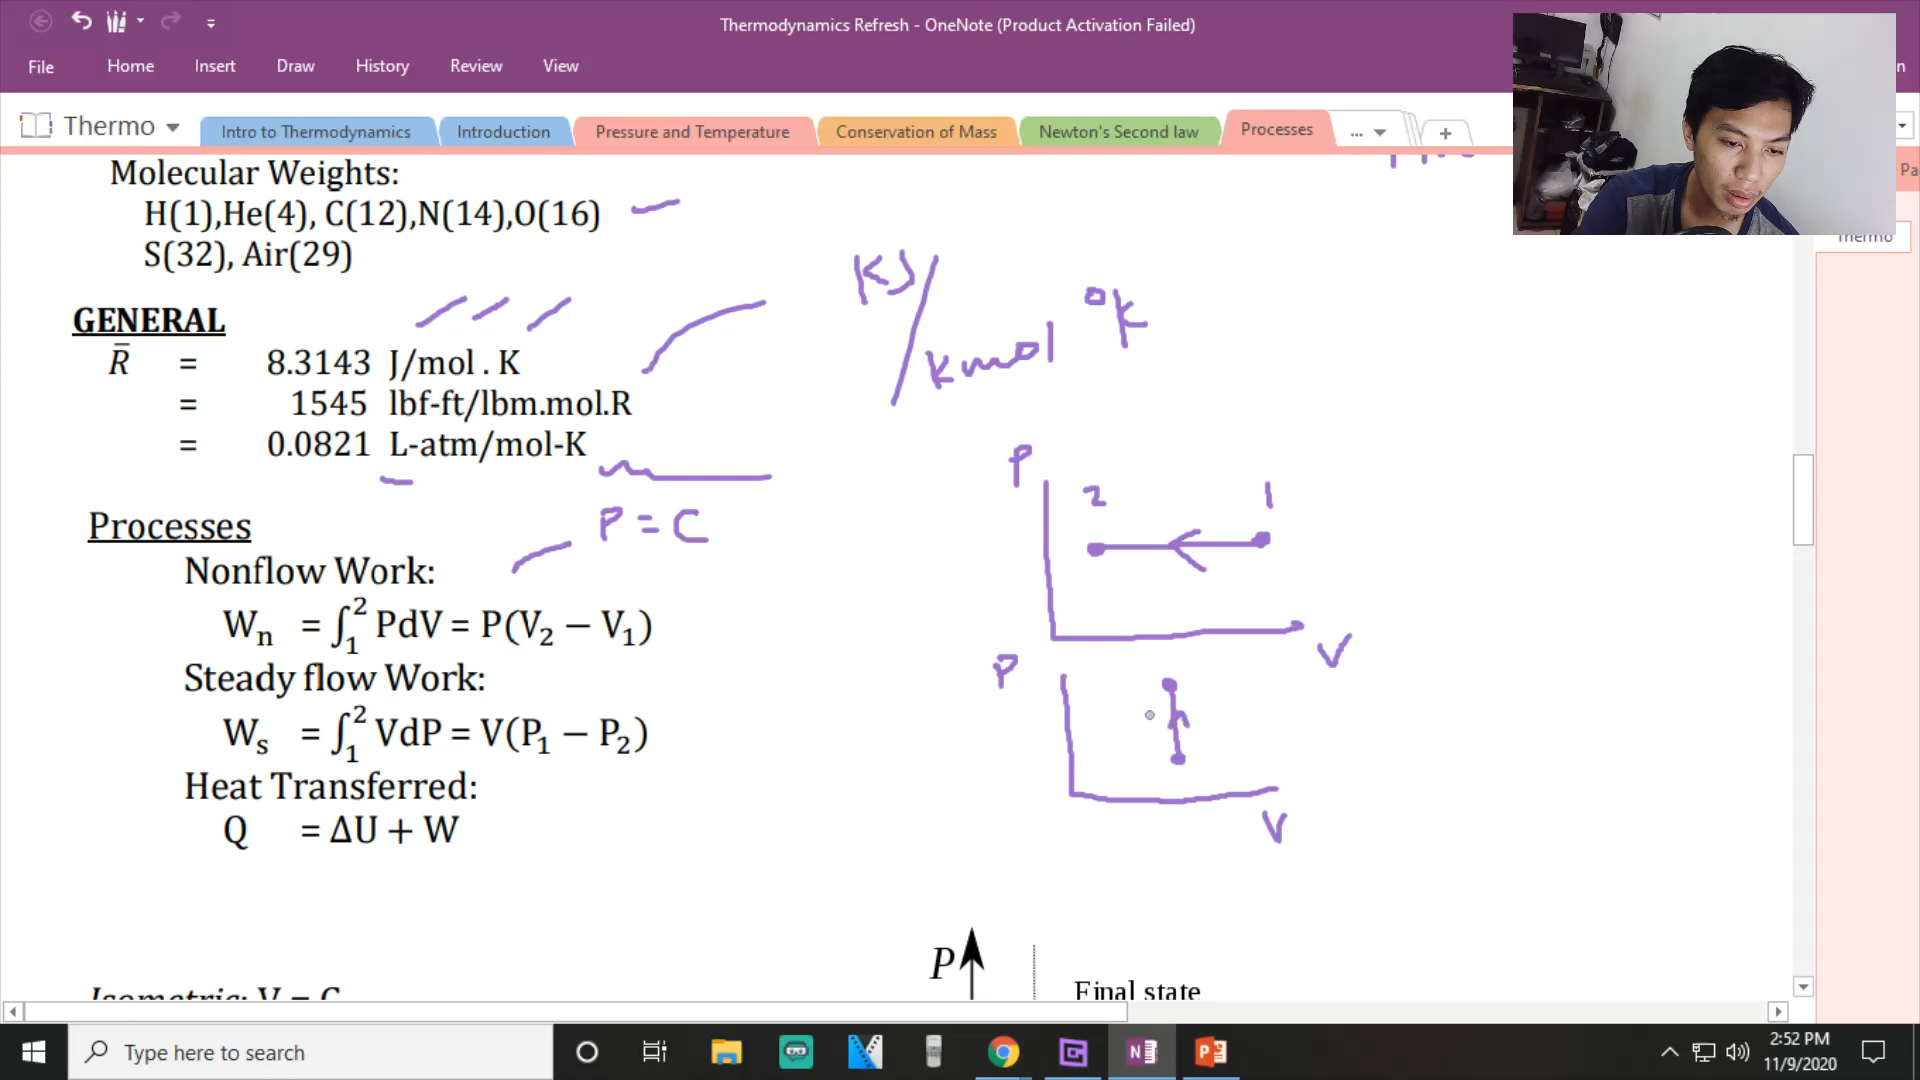 Thermodynamics Refresh - OneNote (Product Activation Failed)
File Home Insert Draw History Review View
Thermo Intro to Thermodynamics Introduction Pressure and Temperature Conservation of Mass Newton's Second law Processes ... +
Pa
Thermo
Molecular Weights:
H(1),He(4), C(12),N(14),O(16)
S(32), Air(29)
KJ/kmol °K
GENERAL
R̅ = 8.3143 J/mol . K
= 1545 lbf-ft/lbm.mol.R
= 0.0821 L-atm/mol-K
P
2 1
V
Processes
P = C
Nonflow Work:
Wₙ = ∫₁² PdV = P(V₂ − V₁)
Steady flow Work:
Wₛ = ∫₁² VdP = V(P₁ − P₂)
Heat Transferred:
Q = ΔU + W
P
V
P
Final state
Isometric: V = C
Type here to search
2:52 PM
11/9/2020